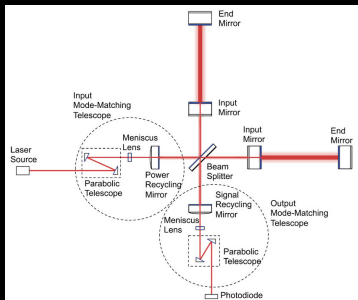 End
Mirror
Input
Mode-Matching
Telescope
Input
Mirror
Meniscus
Lens
Input
Mirror
End
Mirror
Laser
Source
Parabolic
Telescope
Power
Recycling
Mirror
Beam
Splitter
Signal
Recycling
Mirror
Meniscus
Lens
Output
Mode-Matching
Telescope
Parabolic
Telescope
Photodiode